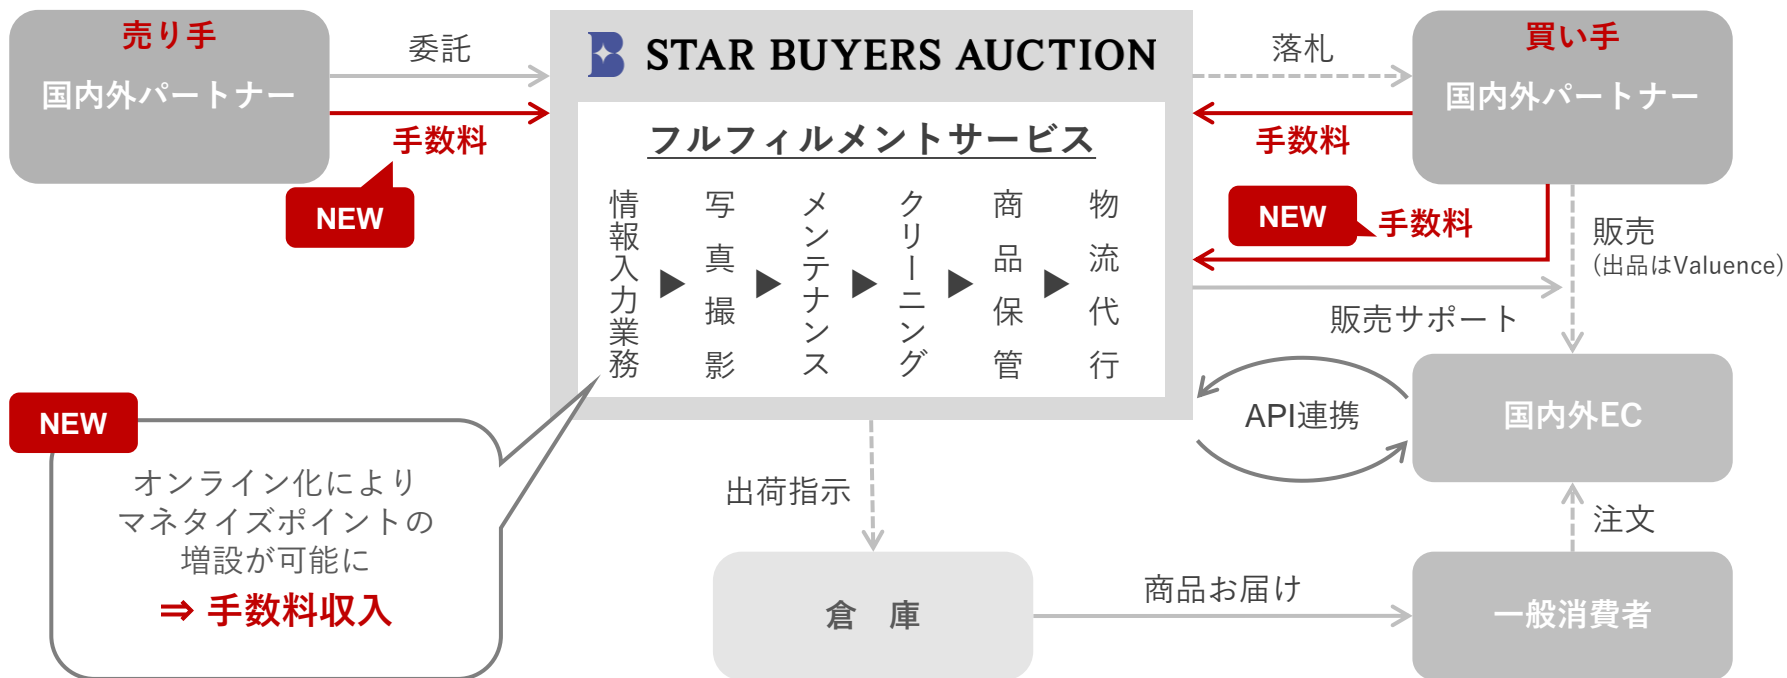 売り手
国内外パートナー
委託
手数料
NEW
STAR BUYERS AUCTION
フルフィルメントサービス
情報入力業務
写真撮影
メンテナンス
クリーニング
商品保管
物流代行
落札
手数料
買い手
国内外パートナー
NEW
手数料
販売
(出品はValuence)
販売サポート
API連携
国内外EC
NEW
オンライン化により
マネタイズポイントの
増設が可能に
⇒ 手数料収入
出荷指示
注文
倉 庫
商品お届け
一般消費者